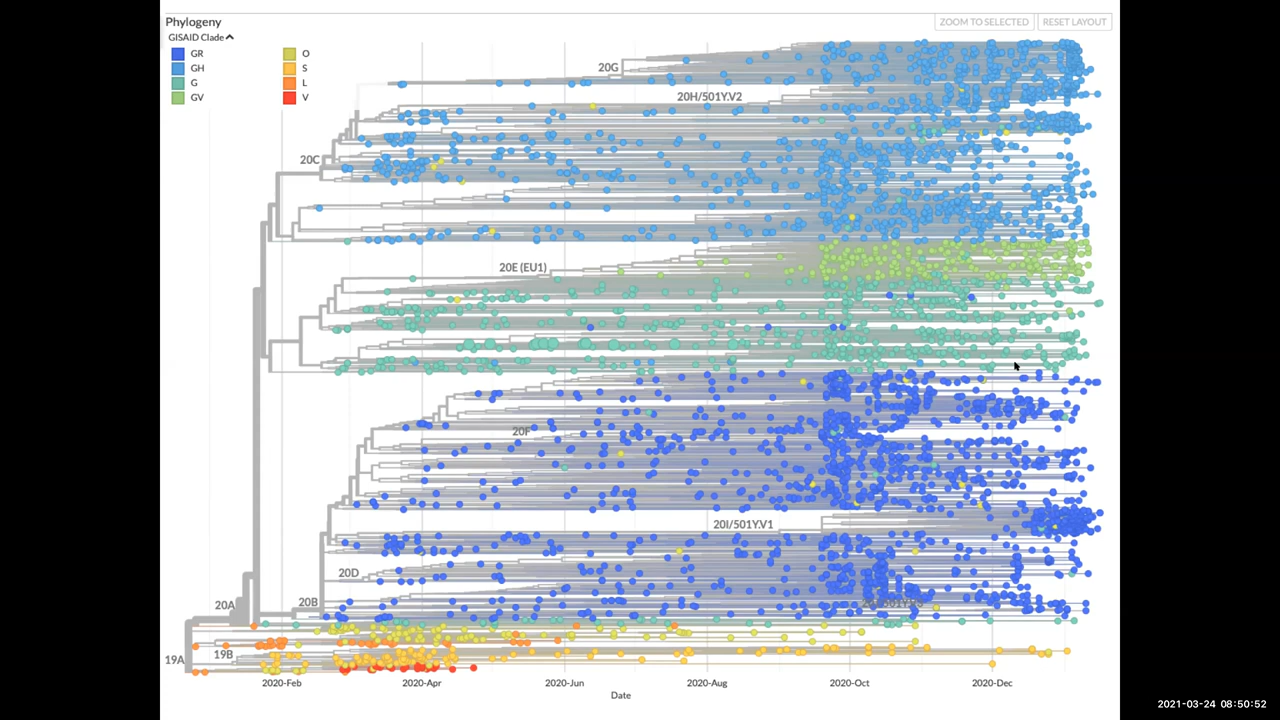 Phylogeny
ZOOM TO SELECTED
RESET LAYOUT
GISAID Clade
GR
O
GH
S
G
L
GV
V
20G
20H/501Y.V2
20C
20E (EU1)
20F
20I/501Y.V1
20D
20B
20A
19B
19A
2020-Feb
2020-Apr
2020-Jun
2020-Aug
2020-Oct
2020-Dec
Date
2021-03-24 08:50:52